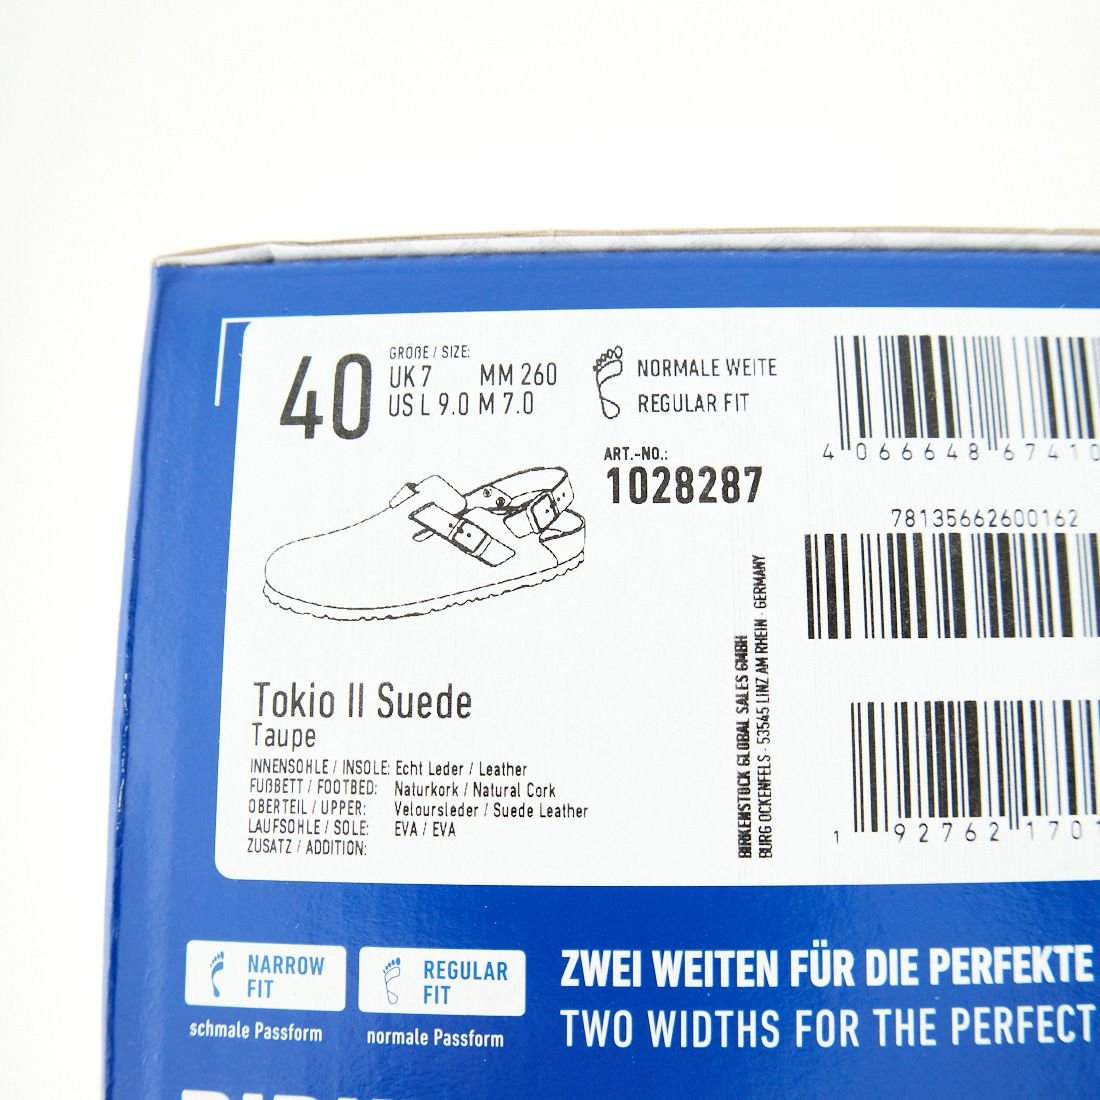 40
GRÖßE / SIZE:
UK 7 MM 260
US L 9.0 M 7.0
NORMALE WEITE
REGULAR FIT
ART.-NO.:
1028287
4 066648 67410
78135662600162
1 92762 1701
BIRKENSTOCK GLOBAL SALES GMBH
BURG OCKENFELS · 53545 LINZ AM RHEIN · GERMANY
Tokio II Suede
Taupe
INNENSOHLE / INSOLE: Echt Leder / Leather
FUßBETT / FOOTBED: Naturkork / Natural Cork
OBERTEIL / UPPER: Veloursleder / Suede Leather
LAUFSOHLE / SOLE: EVA / EVA
ZUSATZ / ADDITION:
NARROW
FIT
schmale Passform
REGULAR
FIT
normale Passform
ZWEI WEITEN FÜR DIE PERFEKTE
TWO WIDTHS FOR THE PERFECT